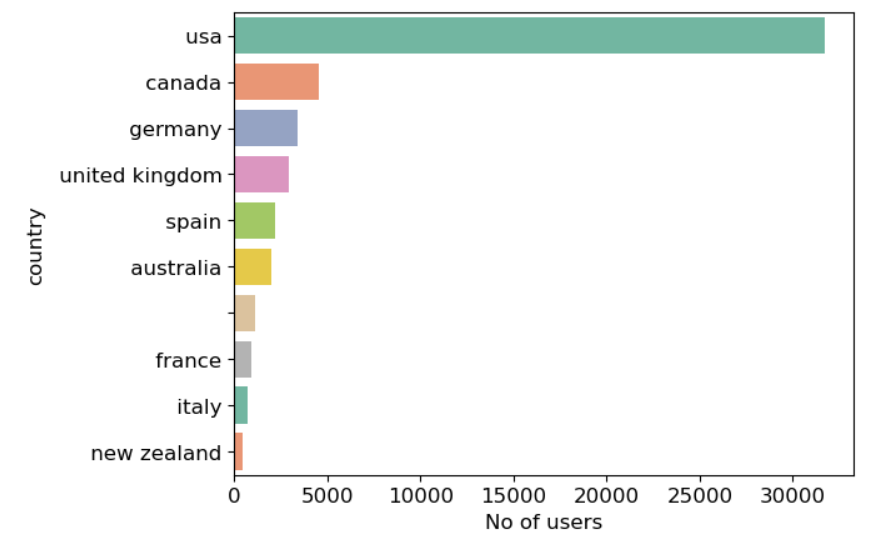 usa
canada
germany
united kingdom
spain
australia
france
italy
new zealand
country
0 5000 10000 15000 20000 25000 30000
No of users